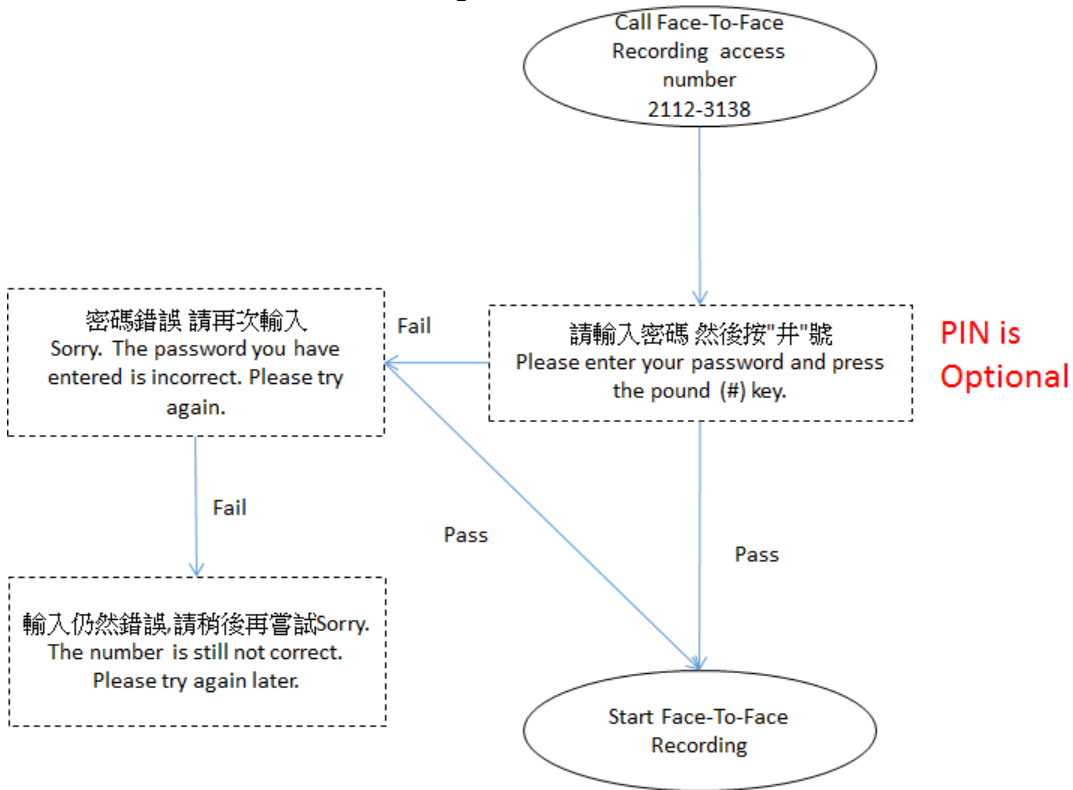 Call Face-To-Face
Recording access
number
2112-3138
密碼錯誤 請再次輸入
Sorry. The password you have
entered is incorrect. Please try
again.
Fail
請輸入密碼 然後按"井"號
Please enter your password and press
the pound (#) key.
PIN is
Optional
Fail
Pass
Pass
輸入仍然錯誤,請稍後再嘗試Sorry.
The number is still not correct.
Please try again later.
Start Face-To-Face
Recording